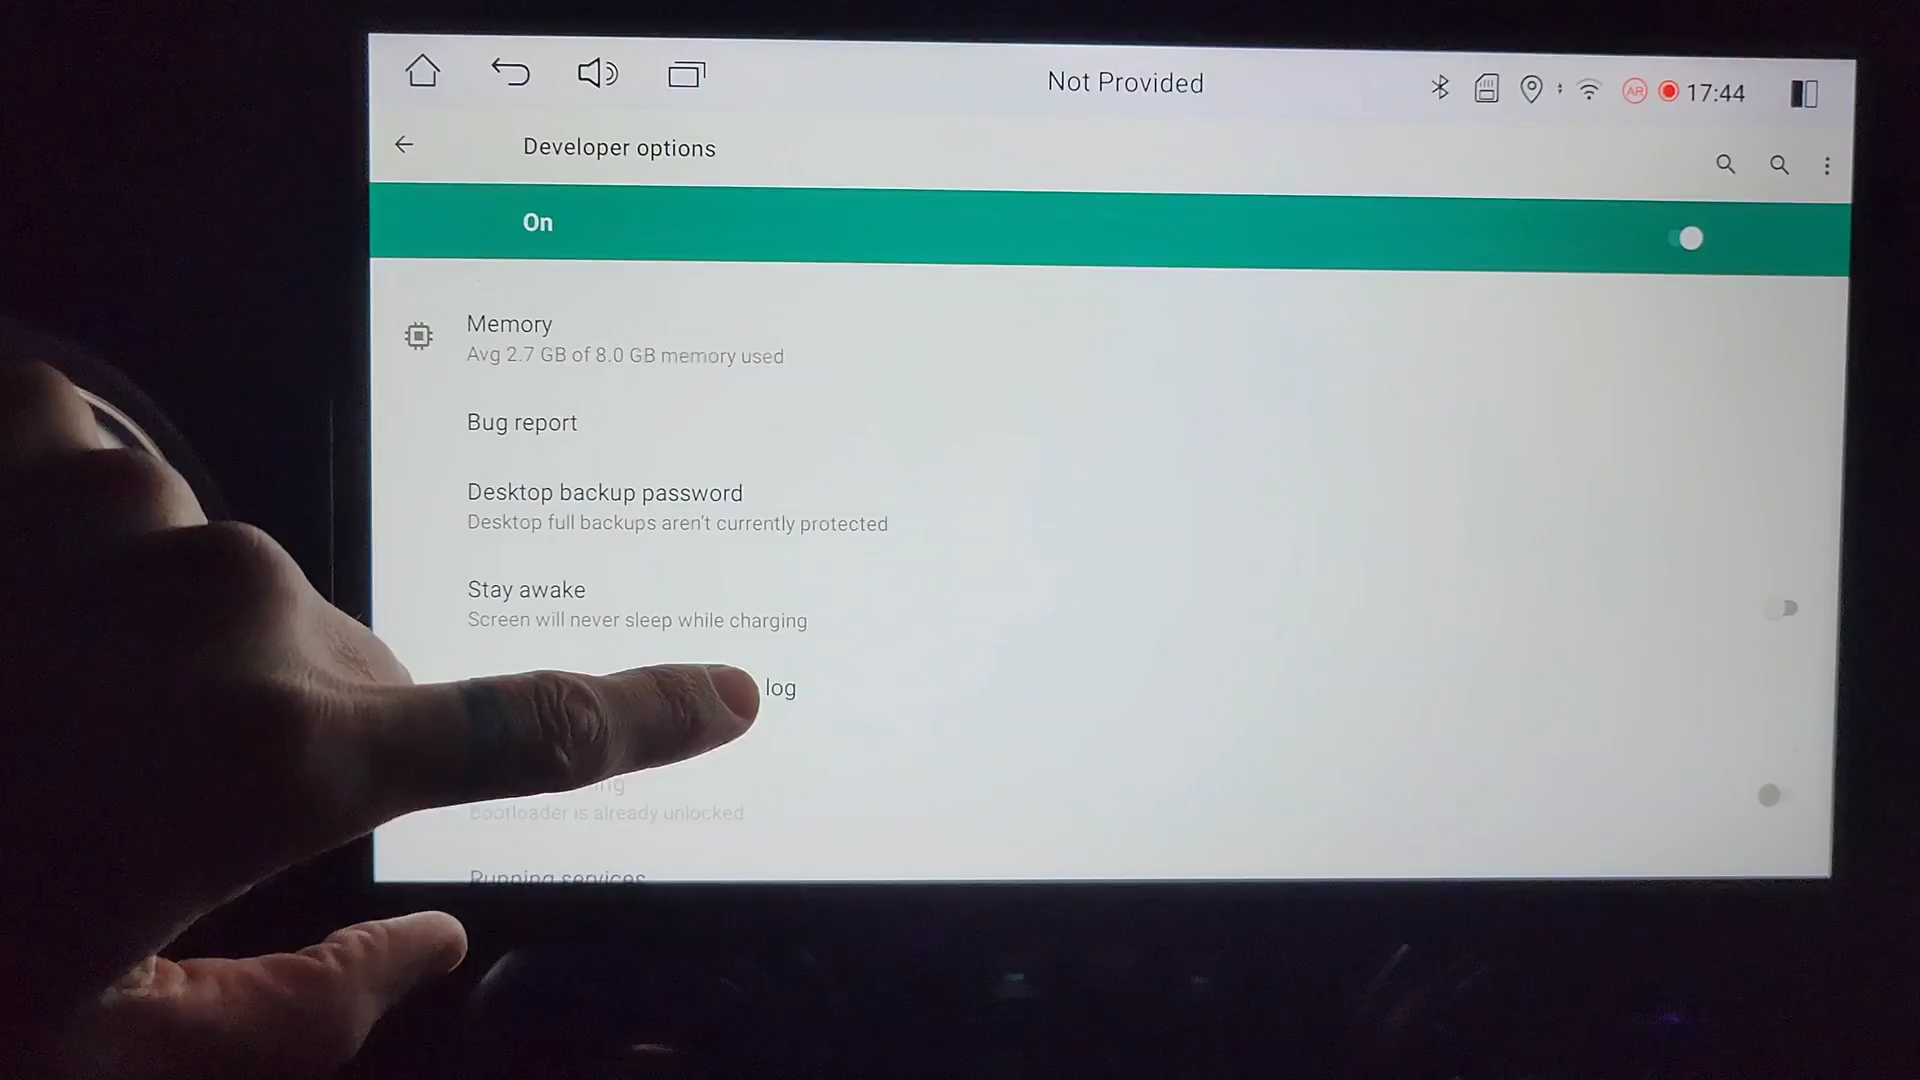 Not Provided
AR
17:44
Developer options
On
Memory
Avg 2.7 GB of 8.0 GB memory used
Bug report
Desktop backup password
Desktop full backups aren't currently protected
Stay awake
Screen will never sleep while charging
log
Bootloader is already unlocked
Running services